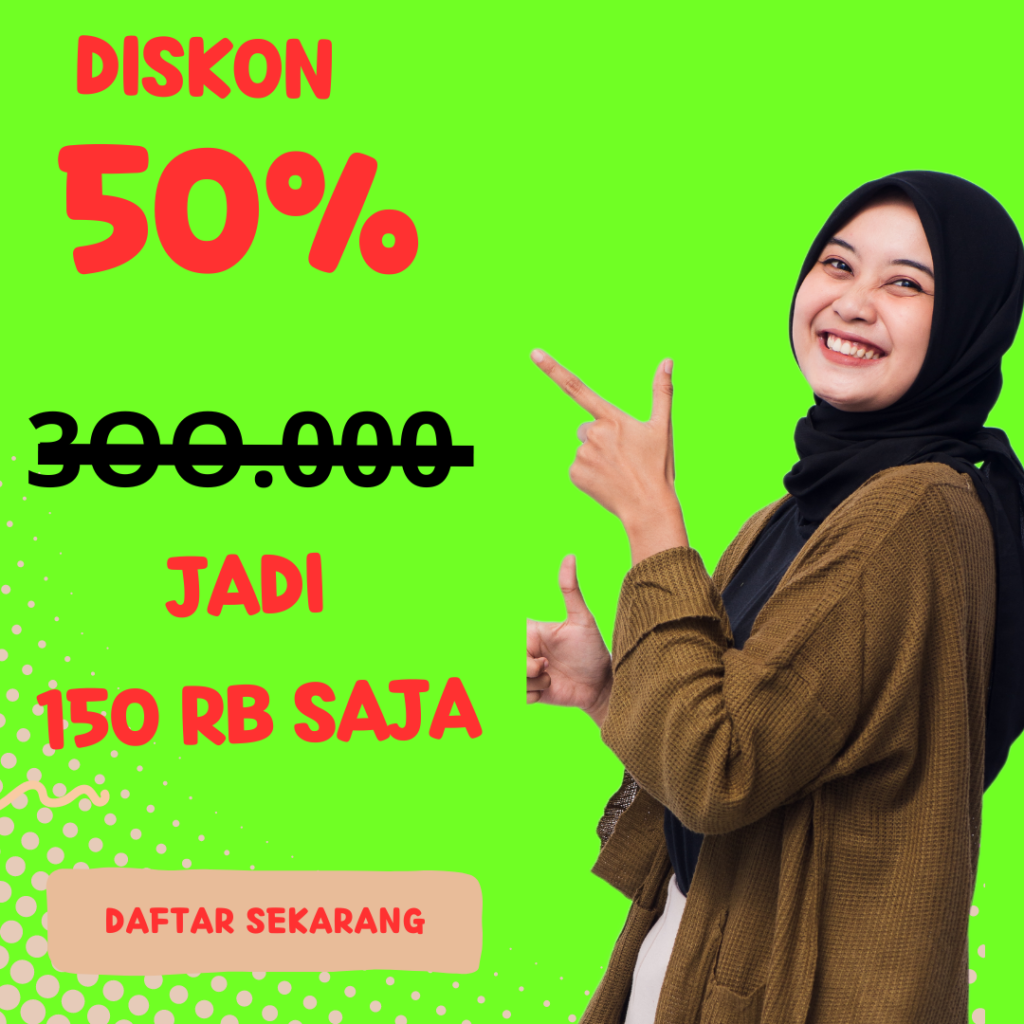 DISKON
50%
300.000
JADI
150 RB SAJA
DAFTAR SEKARANG